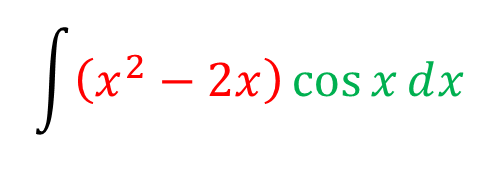 ∫(x² − 2x) cos x dx